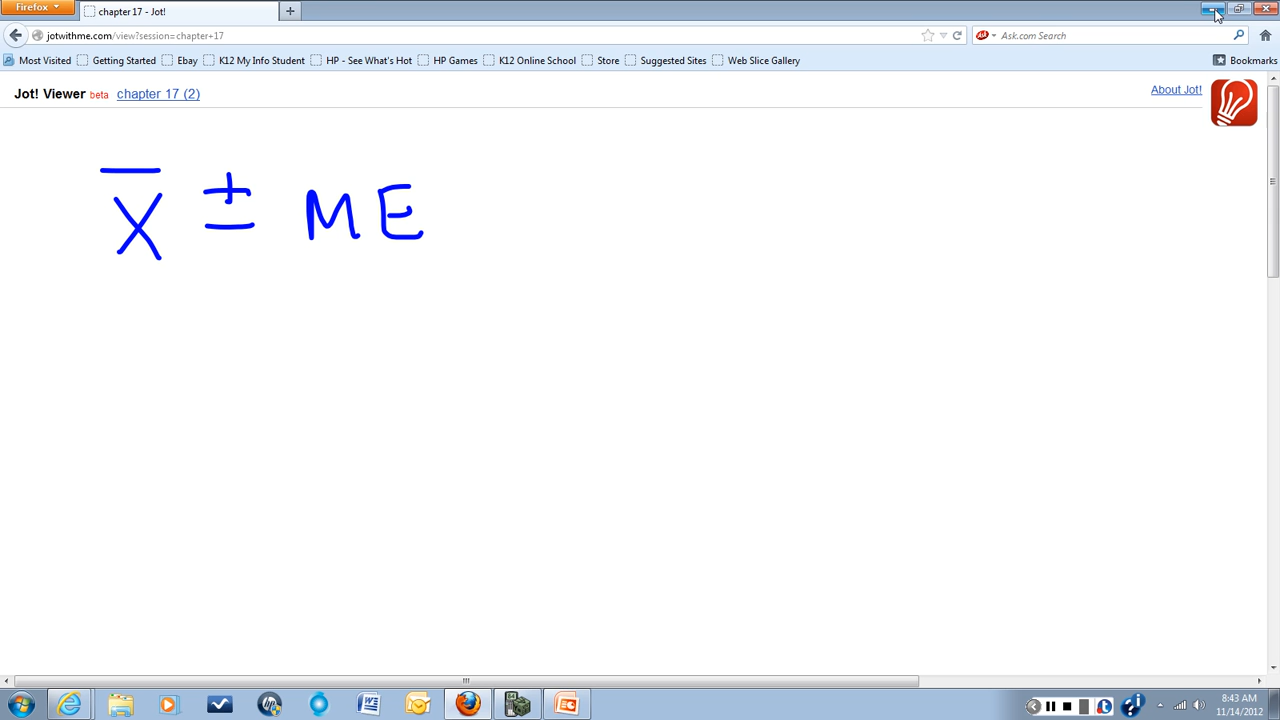 Firefox
chapter 17 - Jot!
jotwithme.com/view?session=chapter+17
Ask.com Search
Most Visited Getting Started Ebay K12 My Info Student HP - See What's Hot HP Games K12 Online School Store Suggested Sites Web Slice Gallery Bookmarks
Jot! Viewer beta chapter 17 (2) About Jot!
X̅ ± ME
8:43 AM
11/14/2012